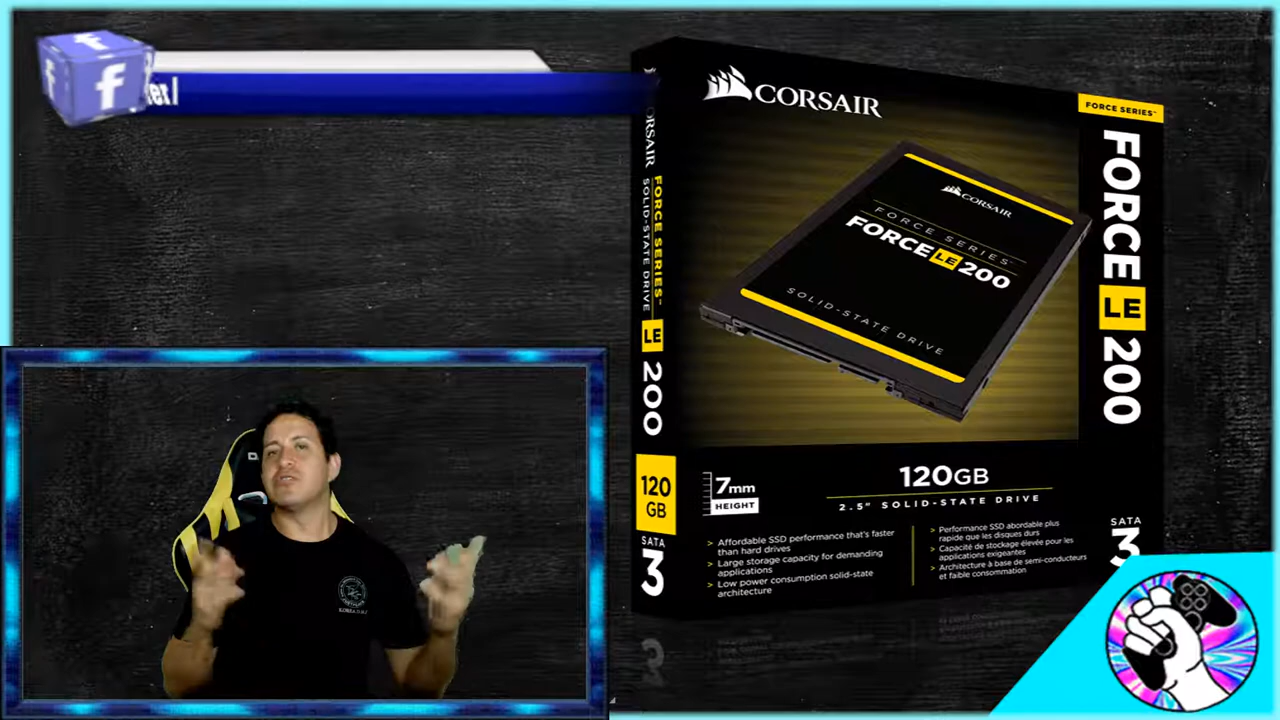 CORSAIR
FORCE SERIES™
FORCE LE 200
CORSAIR
FORCE SERIES™
FORCE LE 200
SOLID-STATE DRIVE
CORSAIR
FORCE SERIES™
SOLID-STATE DRIVE
LE
200
120
GB
SATA
3
7mm
HEIGHT
120GB
2.5" SOLID-STATE DRIVE
> Affordable SSD performance that's faster
than hard drives
> Large storage capacity for demanding
applications
> Low power consumption solid-state
architecture
> Performance SSD abordable plus
rapide que les disques durs
> Capacité de stockage élevée pour les
applications exigeantes
> Architecture à base de semi-conducteurs
et faible consommation
SATA
3